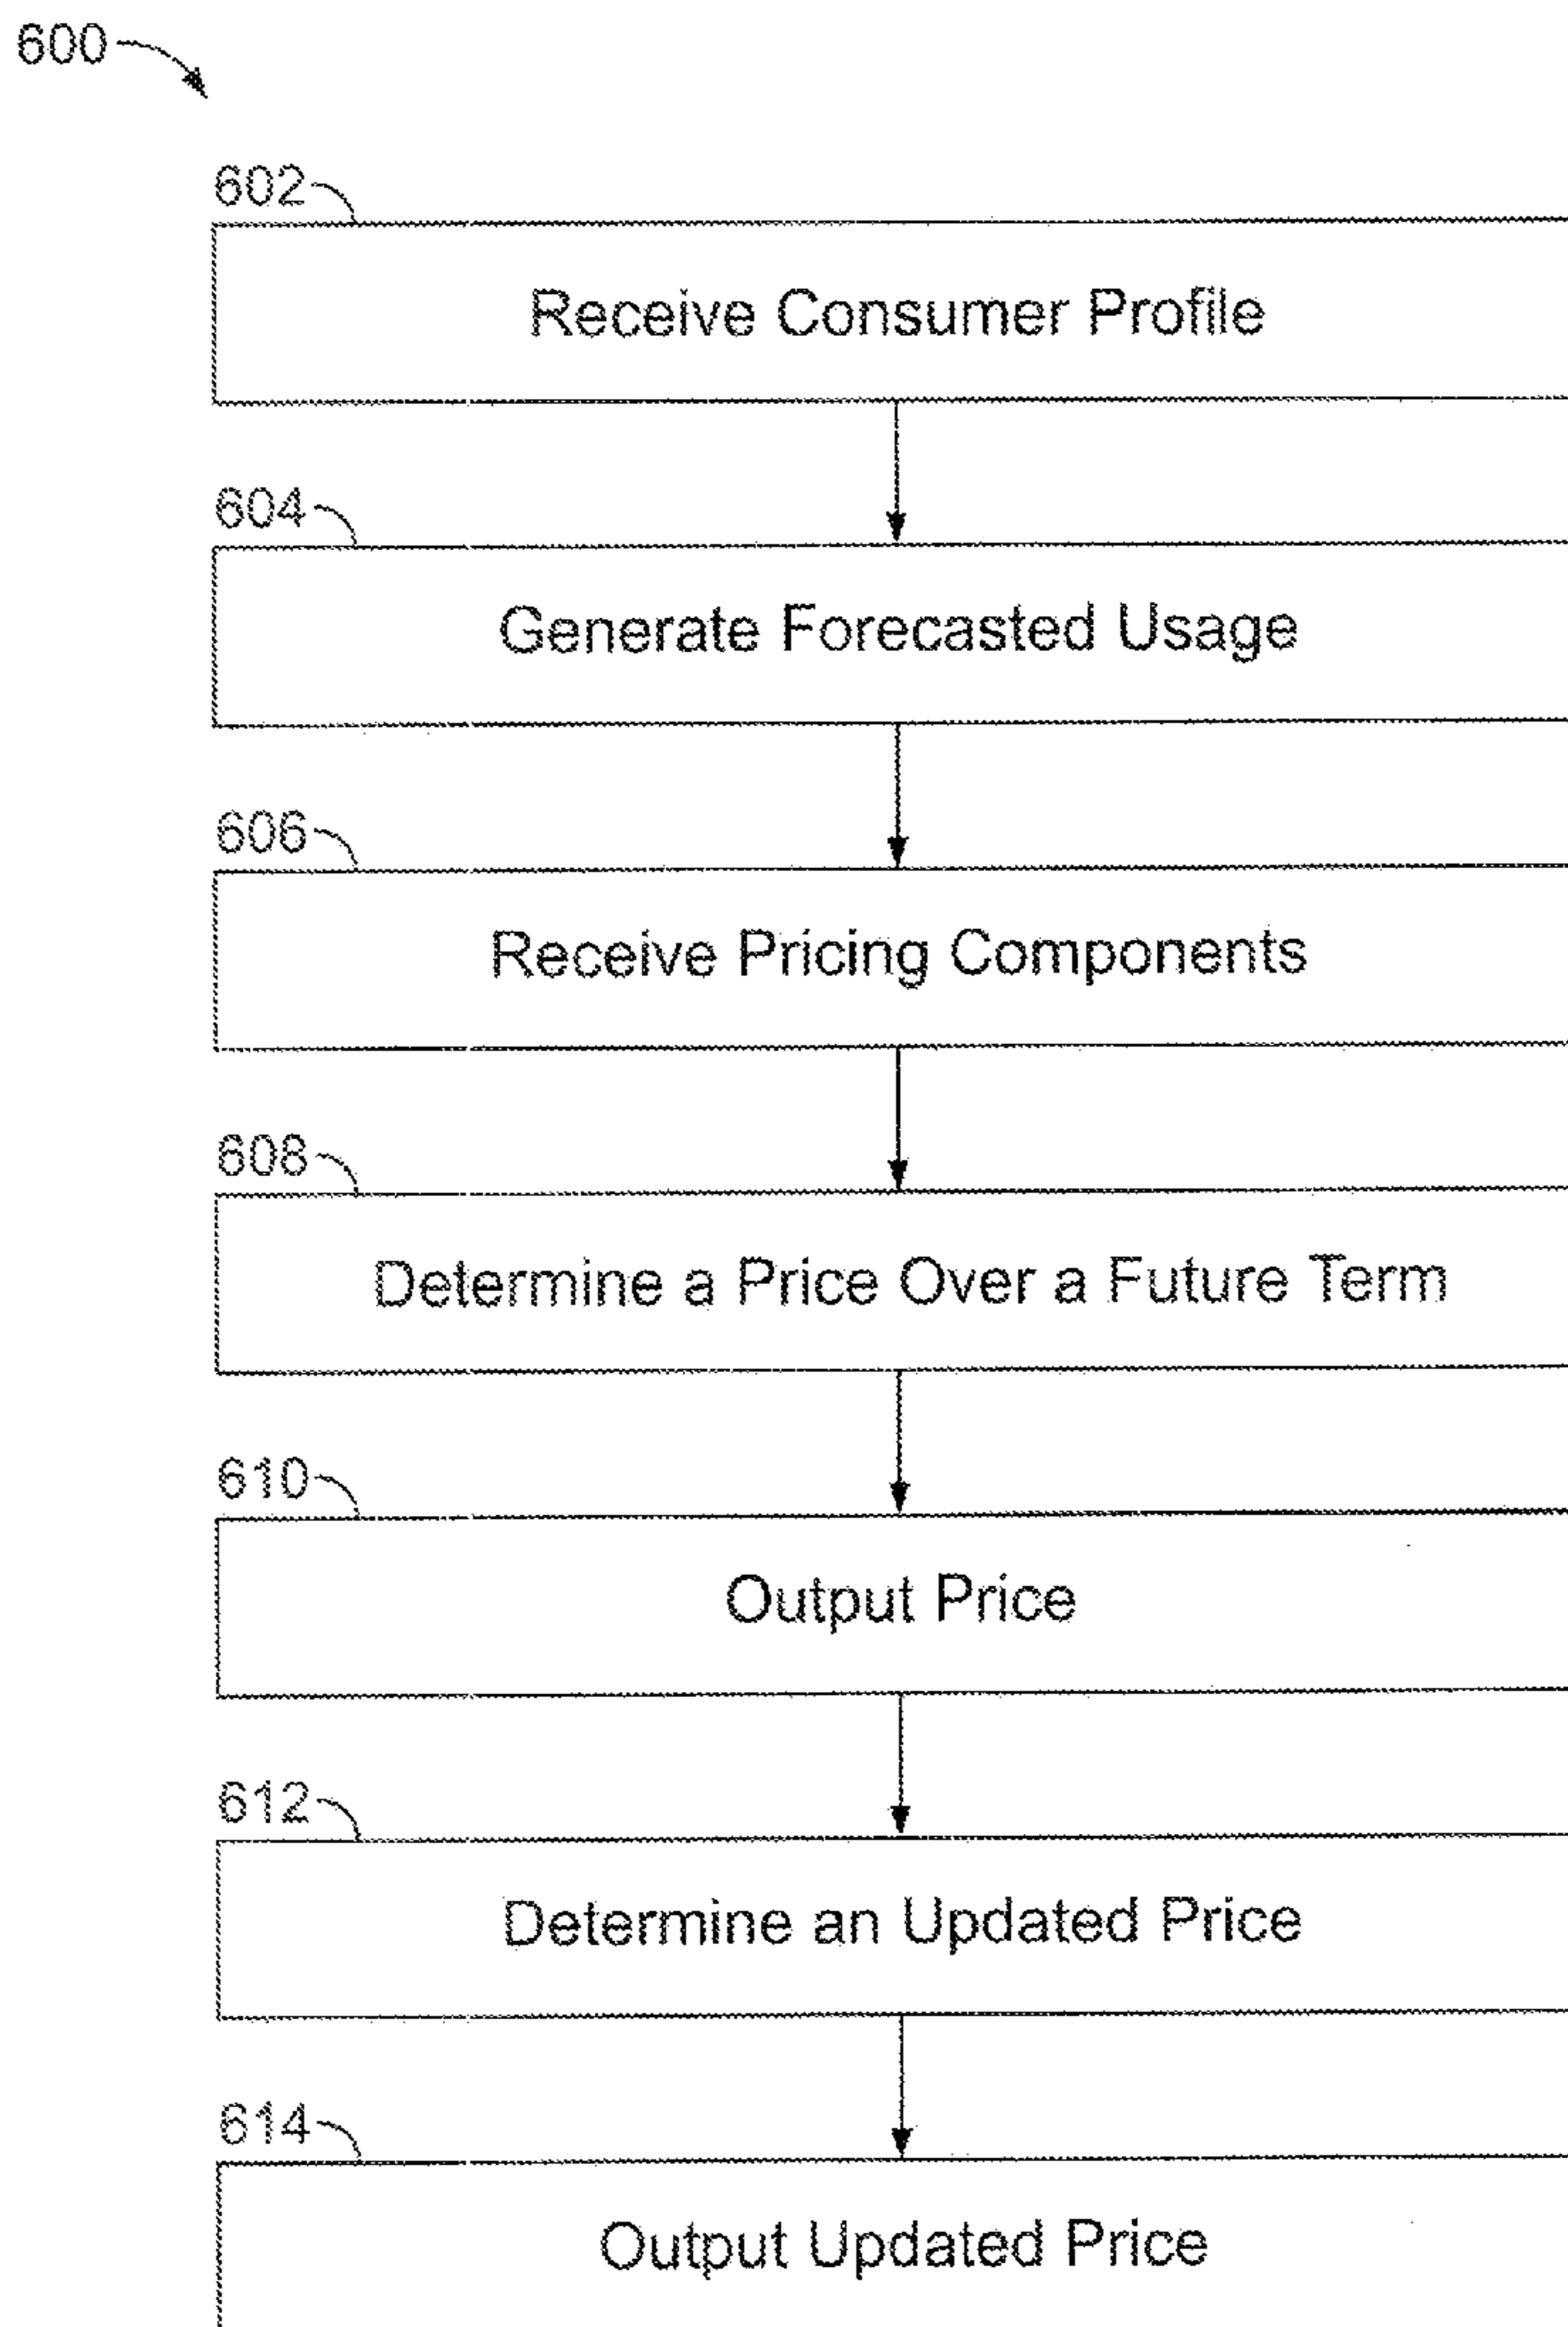 600
602
Receive Consumer Profile
604
Generate Forecasted Usage
606
Receive Pricing Components
608
Determine a Price Over a Future Term
610
Output Price
612
Determine an Updated Price
614
Output Updated Price